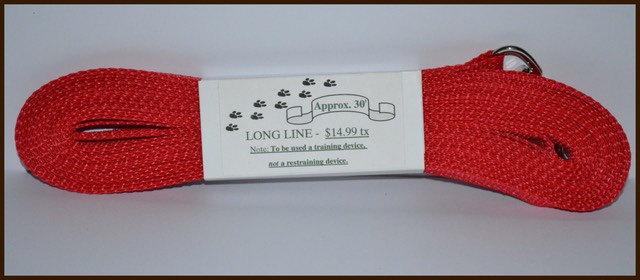 Approx. 30'
LONG LINE - $14.99 tx
Note: To be used a training device,
not a restraining device.